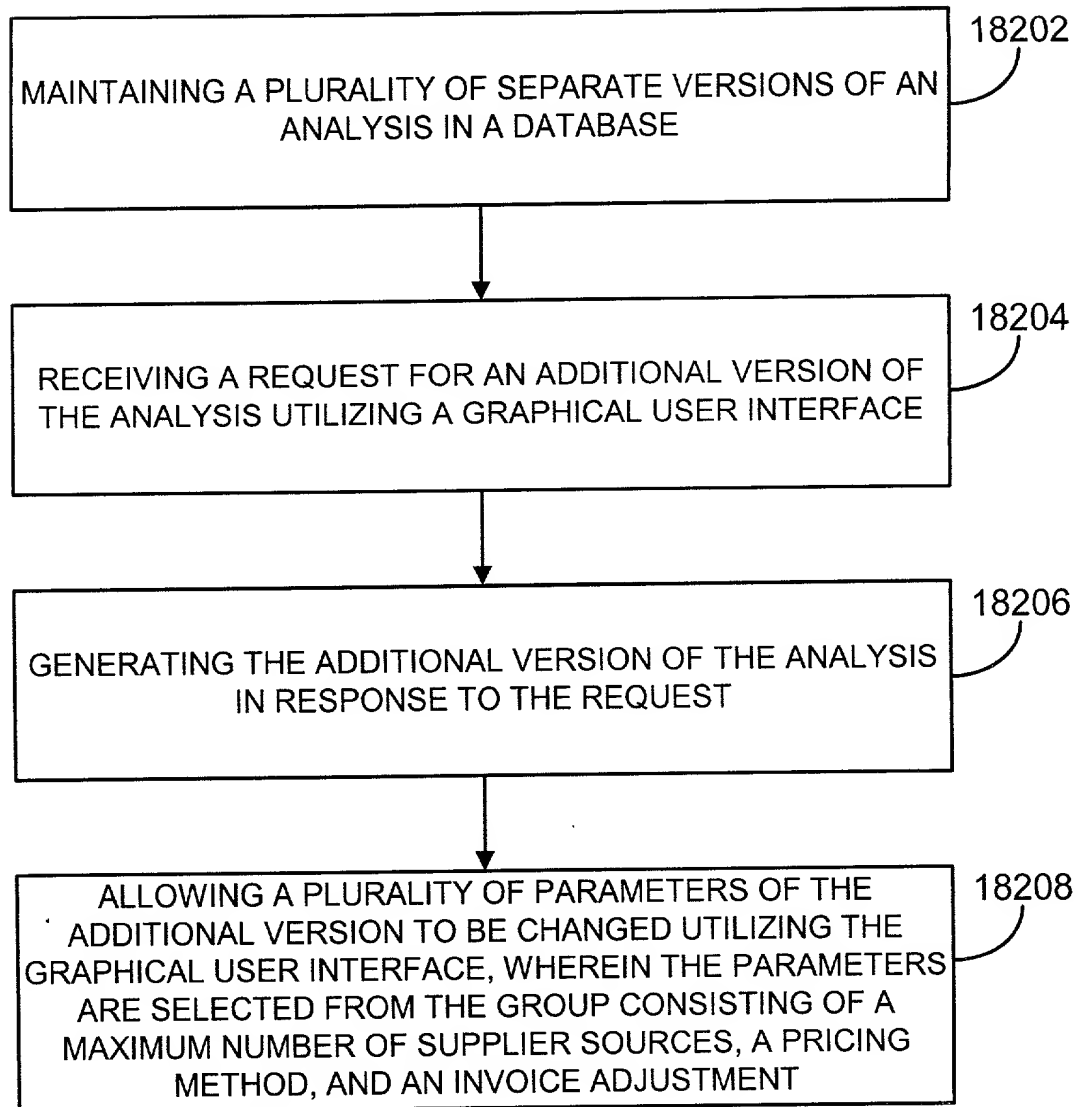 18202
MAINTAINING A PLURALITY OF SEPARATE VERSIONS OF AN
ANALYSIS IN A DATABASE
18204
RECEIVING A REQUEST FOR AN ADDITIONAL VERSION OF
THE ANALYSIS UTILIZING A GRAPHICAL USER INTERFACE
18206
GENERATING THE ADDITIONAL VERSION OF THE ANALYSIS
IN RESPONSE TO THE REQUEST
18208
ALLOWING A PLURALITY OF PARAMETERS OF THE
ADDITIONAL VERSION TO BE CHANGED UTILIZING THE
GRAPHICAL USER INTERFACE, WHEREIN THE PARAMETERS
ARE SELECTED FROM THE GROUP CONSISTING OF A
MAXIMUM NUMBER OF SUPPLIER SOURCES, A PRICING
METHOD, AND AN INVOICE ADJUSTMENT